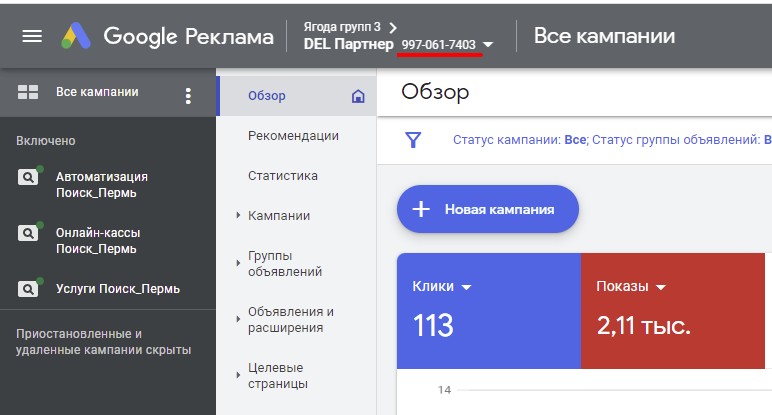 Google Реклама
Ягода групп 3
DEL Партнер 997-061-7403
Все кампании
Все кампании
Включено
Автоматизация
Поиск_Пермь
Онлайн-кассы
Поиск_Пермь
Услуги Поиск_Пермь
Приостановленные и
удаленные кампании скрыты
Обзор
Рекомендации
Статистика
Кампании
Группы
объявлений
Объявления и
расширения
Целевые
страницы
Обзор
Статус кампании: Все; Статус группы объявлений: В
Новая кампания
Клики
113
Показы
2,11 тыс.
14